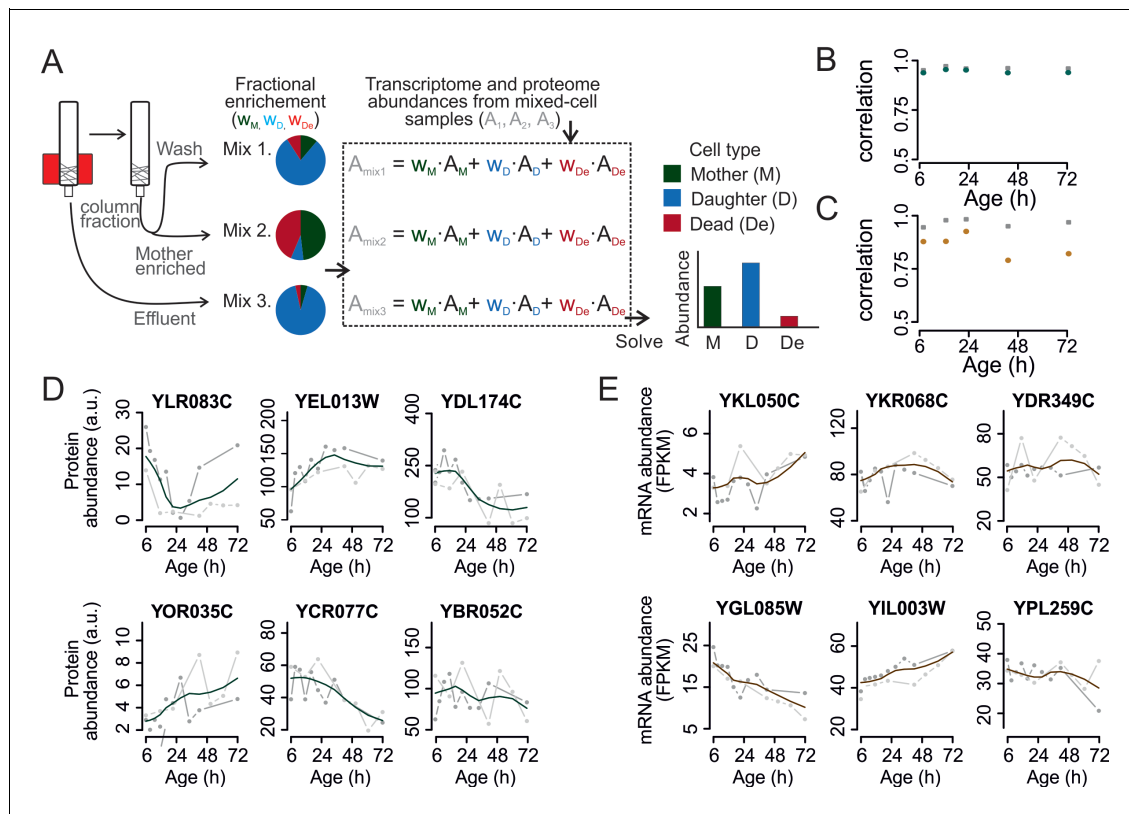 A
Fractional
enrichement
(wM, wD, wDe)
Transcriptome and proteome
abundances from mixed-cell
samples (A1, A2, A3)
Wash
column
fraction
Mother
enriched
Effluent
Mix 1.
Mix 2.
Mix 3.
Amix1 = wM·AM+ wD·AD+ wDe·ADe
Amix2 = wM·AM+ wD·AD+ wDe·ADe
Amix3 = wM·AM+ wD·AD+ wDe·ADe
Solve
Cell type
Mother (M)
Daughter (D)
Dead (De)
Abundance
M D De
B
correlation
1.0
0.75
0.5
0 24 48 72
Age (h)
C
correlation
1.0
0.75
0.5
0 24 48 72
Age (h)
D
Protein
abundance (a.u.)
YLR083C
30
20
10
0
6 24 48 72
Age (h)
YEL013W
200
150
100
50
6 24 48 72
Age (h)
YDL174C
400
250
100
6 24 48 72
Age (h)
Protein
abundance (a.u.)
YOR035C
10
8
6
4
2
6 24 48 72
Age (h)
YCR077C
80
60
40
20
6 24 48 72
Age (h)
YBR052C
150
100
50
6 24 48 72
Age (h)
E
mRNA abundance
(FPKM)
YKL050C
6
4
2
6 24 48 72
Age (h)
YKR068C
120
80
40
6 24 48 72
Age (h)
YDR349C
80
60
40
20
6 24 48 72
Age (h)
mRNA abundance
(FPKM)
YGL085W
25
15
5
6 24 48 72
Age (h)
YIL003W
60
40
20
6 24 48 72
Age (h)
YPL259C
50
40
30
20
6 24 48 72
Age (h)